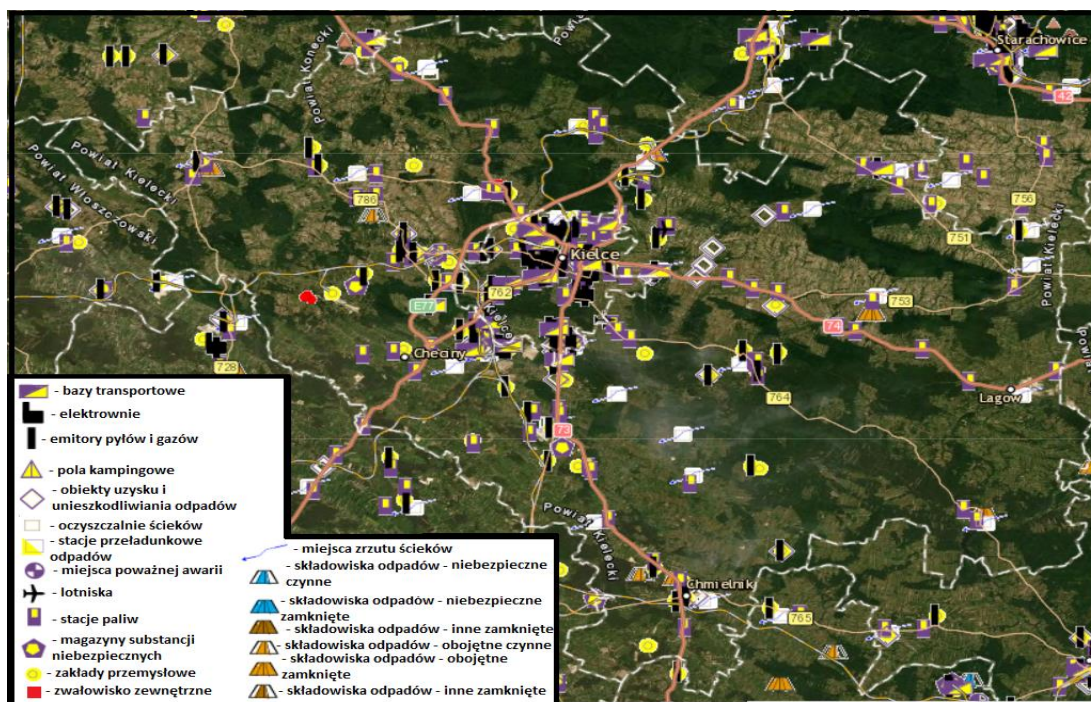 Starachowice
42
Powiat Konecki
Powiat Kielecki
Powiat Włoszczowski
786
756
751
Powiat Kielecki
Kielce
E77
762
Kielce
753
74
Checiny
728
Lagow
764
73
Powiat Kielecki
Chmielnik
765
- bazy transportowe
- elektrownie
- emitory pyłów i gazów
- pola kampingowe
- obiekty uzysku i
unieszkodliwiania odpadów
- oczyszczalnie ścieków
- stacje przeładunkowe
odpadów
- miejsca poważnej awarii
- lotniska
- stacje paliw
- magazyny substancji
niebezpiecznych
- zakłady przemysłowe
- zwałowisko zewnętrzne
- miejsca zrzutu ścieków
- składowiska odpadów - niebezpieczne
czynne
- składowiska odpadów - niebezpieczne
zamknięte
- składowiska odpadów - inne zamknięte
- składowiska odpadów - obojętne czynne
- składowiska odpadów - obojętne
zamknięte
- składowiska odpadów - inne zamknięte